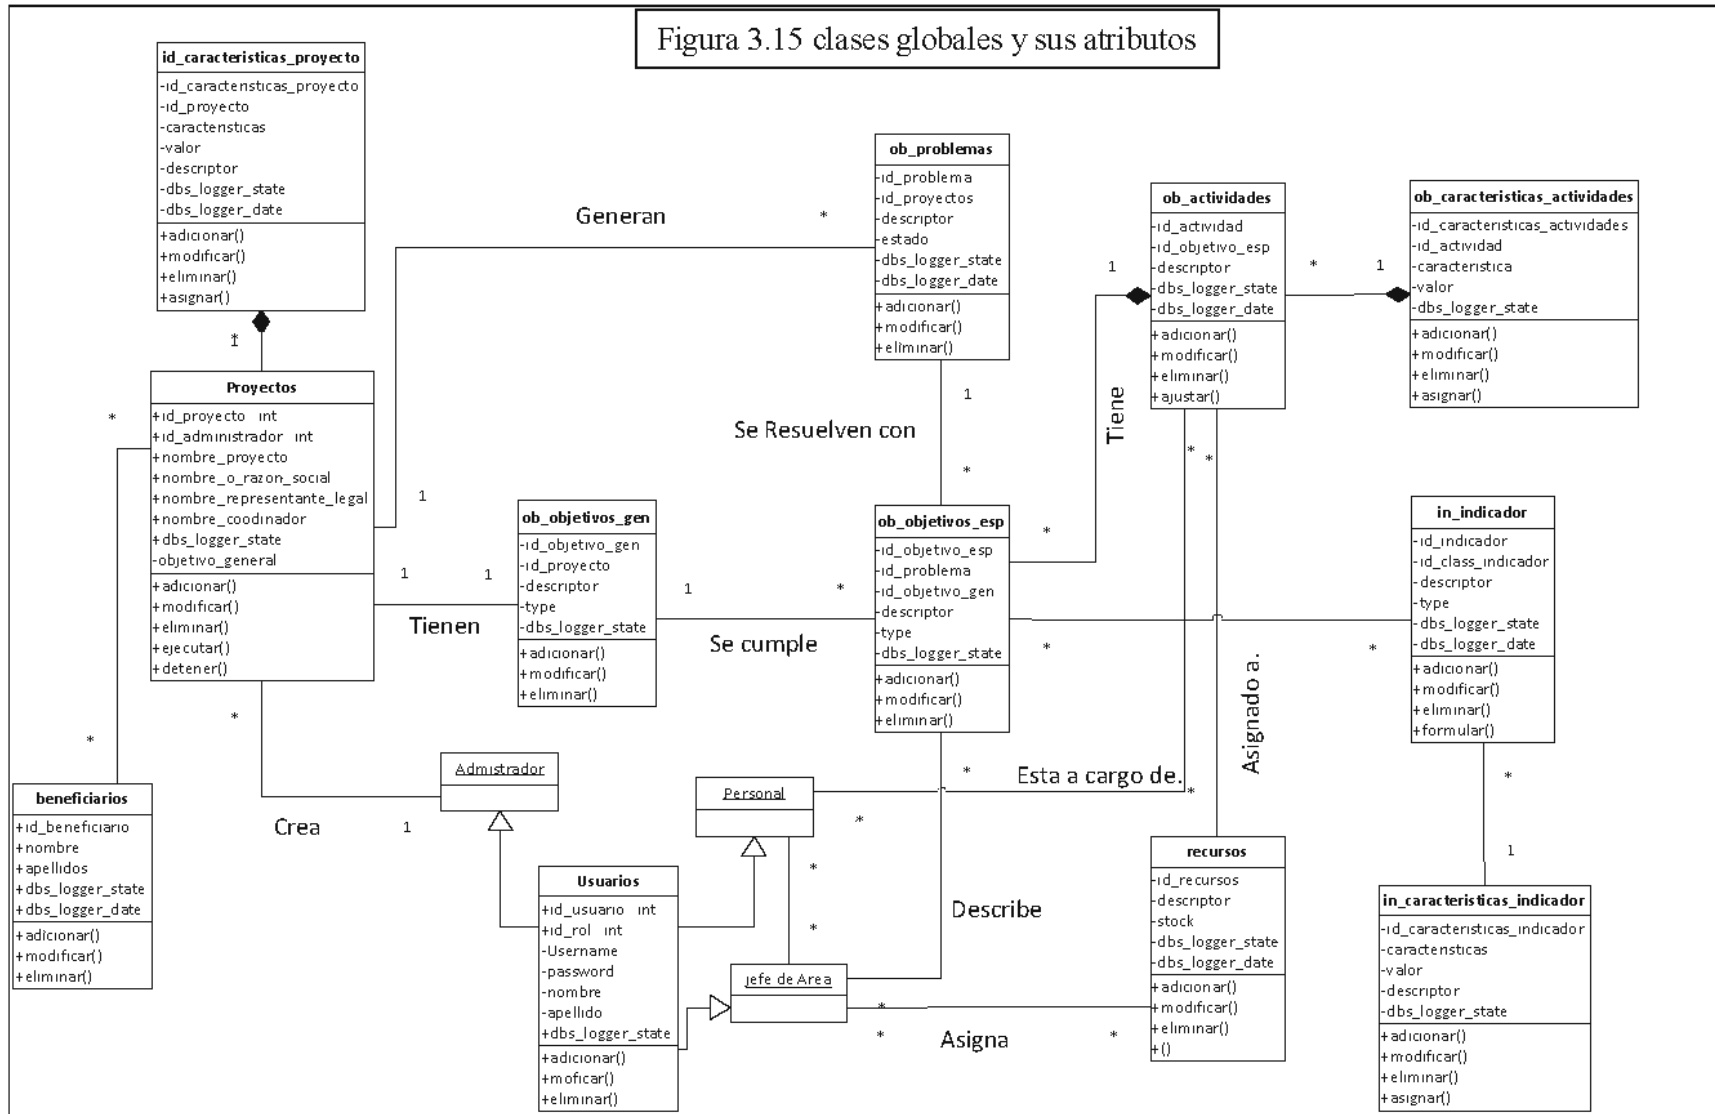 Figura 3.15 clases globales y sus atributos
id_caracteristicas_proyecto
-id_caracteristicas_proyecto
-id_proyecto
-caracteristicas
-valor
-descriptor
-dbs_logger_state
-dbs_logger_date
+adicionar()
+modificar()
+eliminar()
+asignar()
*
1
Proyectos
+id_proyecto int
+id_administrador int
+nombre_proyecto
+nombre_o_razon_social
+nombre_representante_legal
+nombre_coodinador
+dbs_logger_state
-objetivo_general
+adicionar()
+modificar()
+eliminar()
+ejecutar()
+detener()
*
*
beneficiarios
+id_beneficiario
+nombre
+apellidos
+dbs_logger_state
+dbs_logger_date
+adicionar()
+modificar()
+eliminar()
Generan
*
1
1
1
Tienen
ob_objetivos_gen
-id_objetivo_gen
-id_proyecto
-descriptor
-type
-dbs_logger_state
+adicionar()
+modificar()
+eliminar()
*
Crea
1
Admistrador
Usuarios
+id_usuario int
+id_rol int
-Username
-password
-nombre
-apellido
+dbs_logger_state
+adicionar()
+moficar()
+eliminar()
ob_problemas
-id_problema
-id_proyectos
-descriptor
-estado
-dbs_logger_state
-dbs_logger_date
+adicionar()
+modificar()
+eliminar()
1
Se Resuelven con
*
1
*
Se cumple
ob_objetivos_esp
-id_objetivo_esp
-id_problema
-id_objetivo_gen
-descriptor
-type
-dbs_logger_state
+adicionar()
+modificar()
+eliminar()
*
Personal
*
*
*
jefe de Area
Describe
*
*
Asigna
*
Esta a cargo de.
*
1
Tiene
*
ob_actividades
-id_actividad
-id_objetivo_esp
-descriptor
-dbs_logger_state
-dbs_logger_date
+adicionar()
+modificar()
+eliminar()
+ajustar()
*
*
*
1
ob_caracteristicas_actividades
-id_caracteristicas_actividades
-id_actividad
-caracteristica
-valor
-dbs_logger_state
+adicionar()
+modificar()
+eliminar()
+asignar()
*
*
Asignado a.
in_indicador
-id_indicador
-id_class_indicador
-descriptor
-type
-dbs_logger_state
-dbs_logger_date
+adicionar()
+modificar()
+eliminar()
+formular()
*
1
recursos
-id_recursos
-descriptor
-stock
-dbs_logger_state
-dbs_logger_date
+adicionar()
+modificar()
+eliminar()
+()
in_caracteristicas_indicador
-id_caracteristicas_indicador
-caracteristicas
-valor
-descriptor
-dbs_logger_state
+adicionar()
+modificar()
+eliminar()
+asignar()